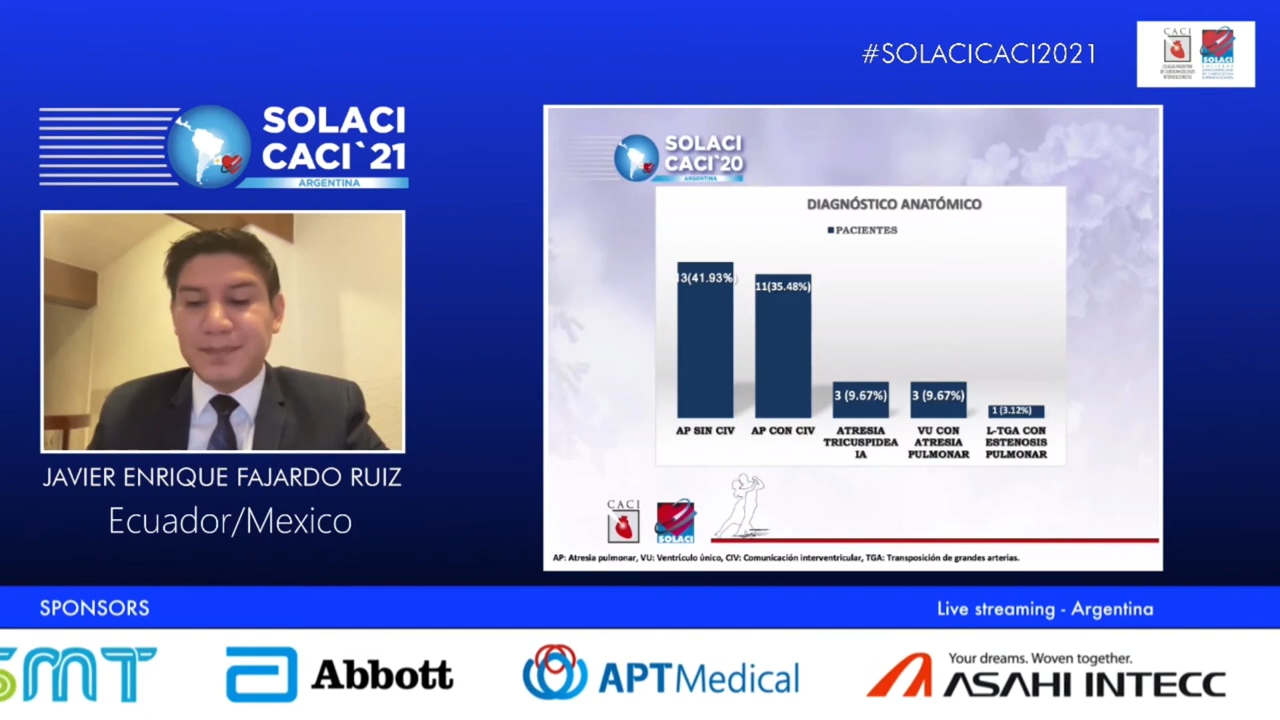 #SOLACICACI2021
CACI
SOLACI
SOLACI
CACI`21
ARGENTINA
JAVIER ENRIQUE FAJARDO RUIZ
Ecuador/Mexico
SOLACI
CACI`20
ARGENTINA
DIAGNÓSTICO ANATÓMICO
PACIENTES
13(41.93%)
11(35.48%)
3 (9.67%)
3 (9.67%)
1 (3.12%)
AP SIN CIV
AP CON CIV
ATRESIA
TRICUSPIDEA
IA
VU CON
ATRESIA
PULMONAR
L-TGA CON
ESTENOSIS
PULMONAR
CACI
SOLACI
AP: Atresia pulmonar, VU: Ventrículo único, CIV: Comunicación interventricular, TGA: Transposición de grandes arterias.
SPONSORS
Live streaming - Argentina
SMT
Abbott
APTMedical
Your dreams. Woven together.
ASAHI INTECC